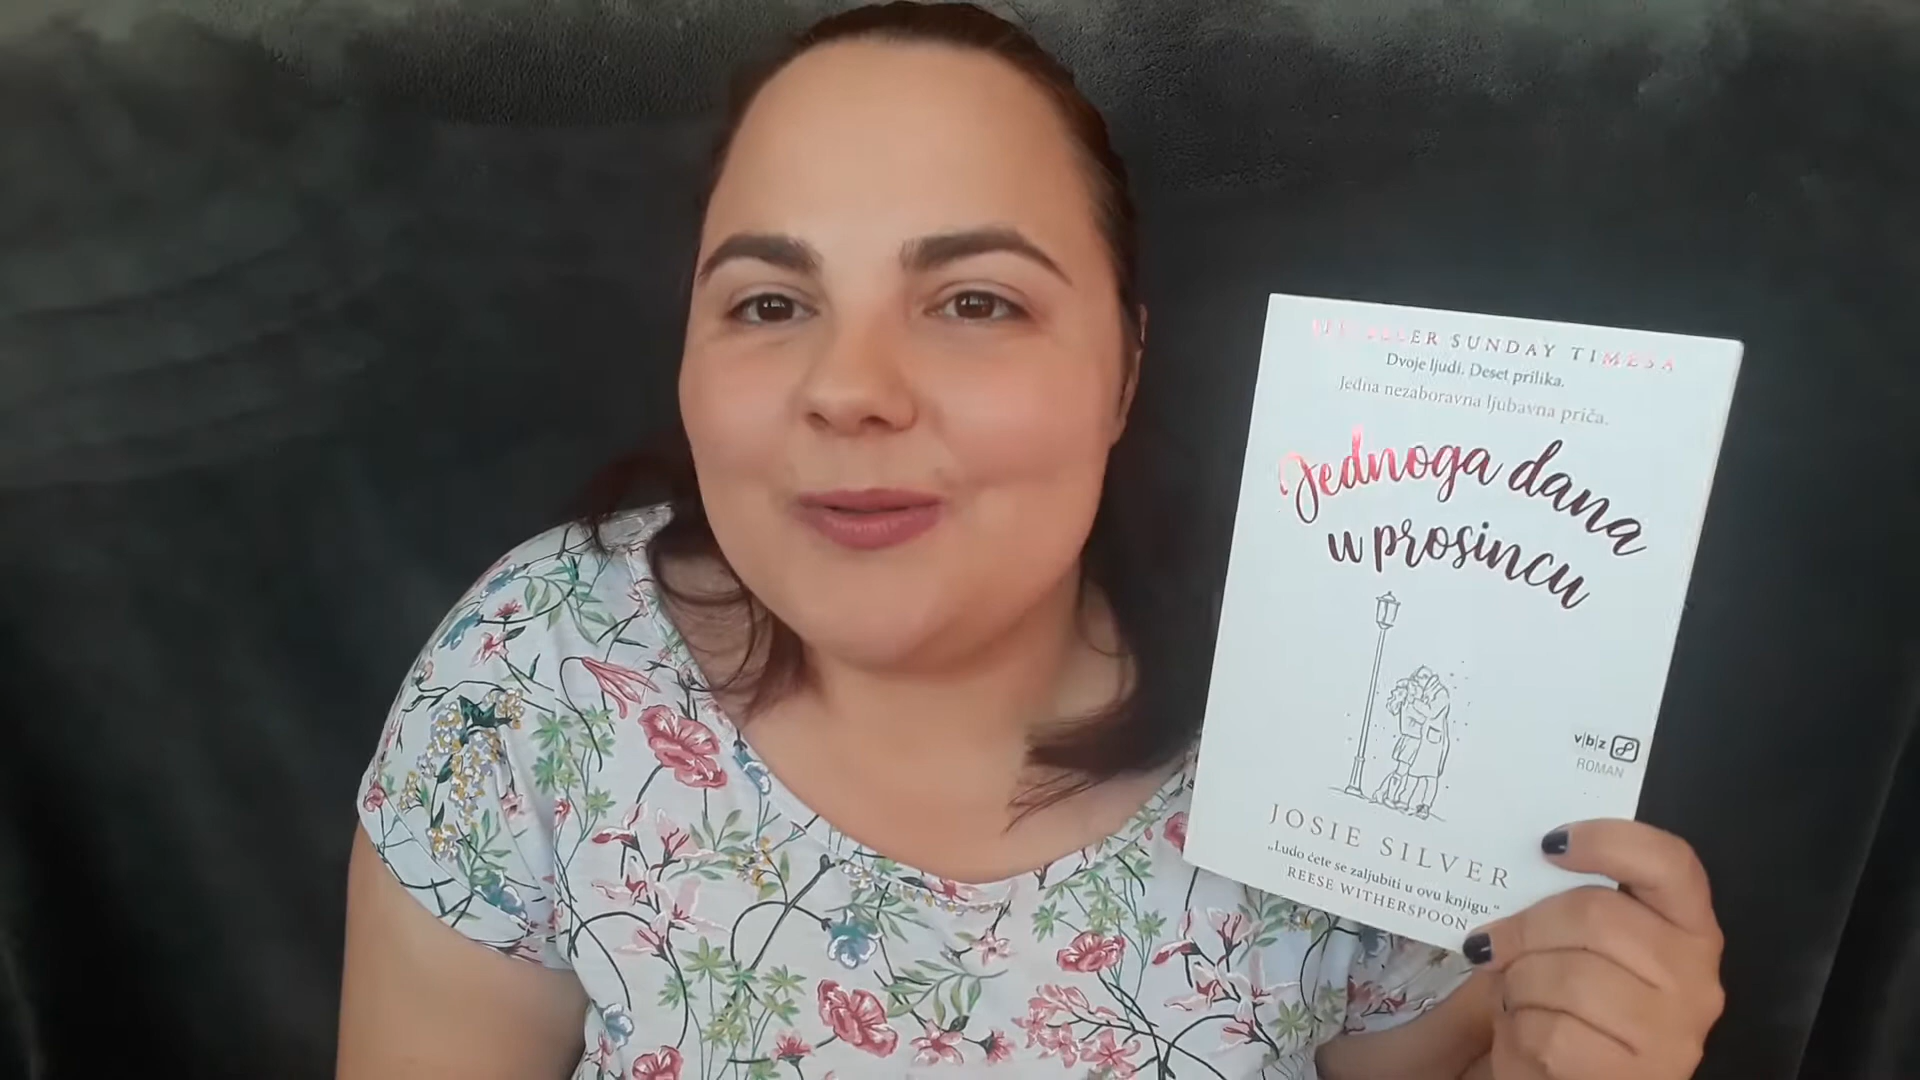 BESTSELLER SUNDAY TIMESA
Dvoje ljudi. Deset prilika.
Jedna nezaboravna ljubavna priča.
Jednoga dana
u prosincu
v|b|z
ROMAN
JOSIE SILVER
„Ludo ćete se zaljubiti u ovu knjigu.“
REESE WITHERSPOON